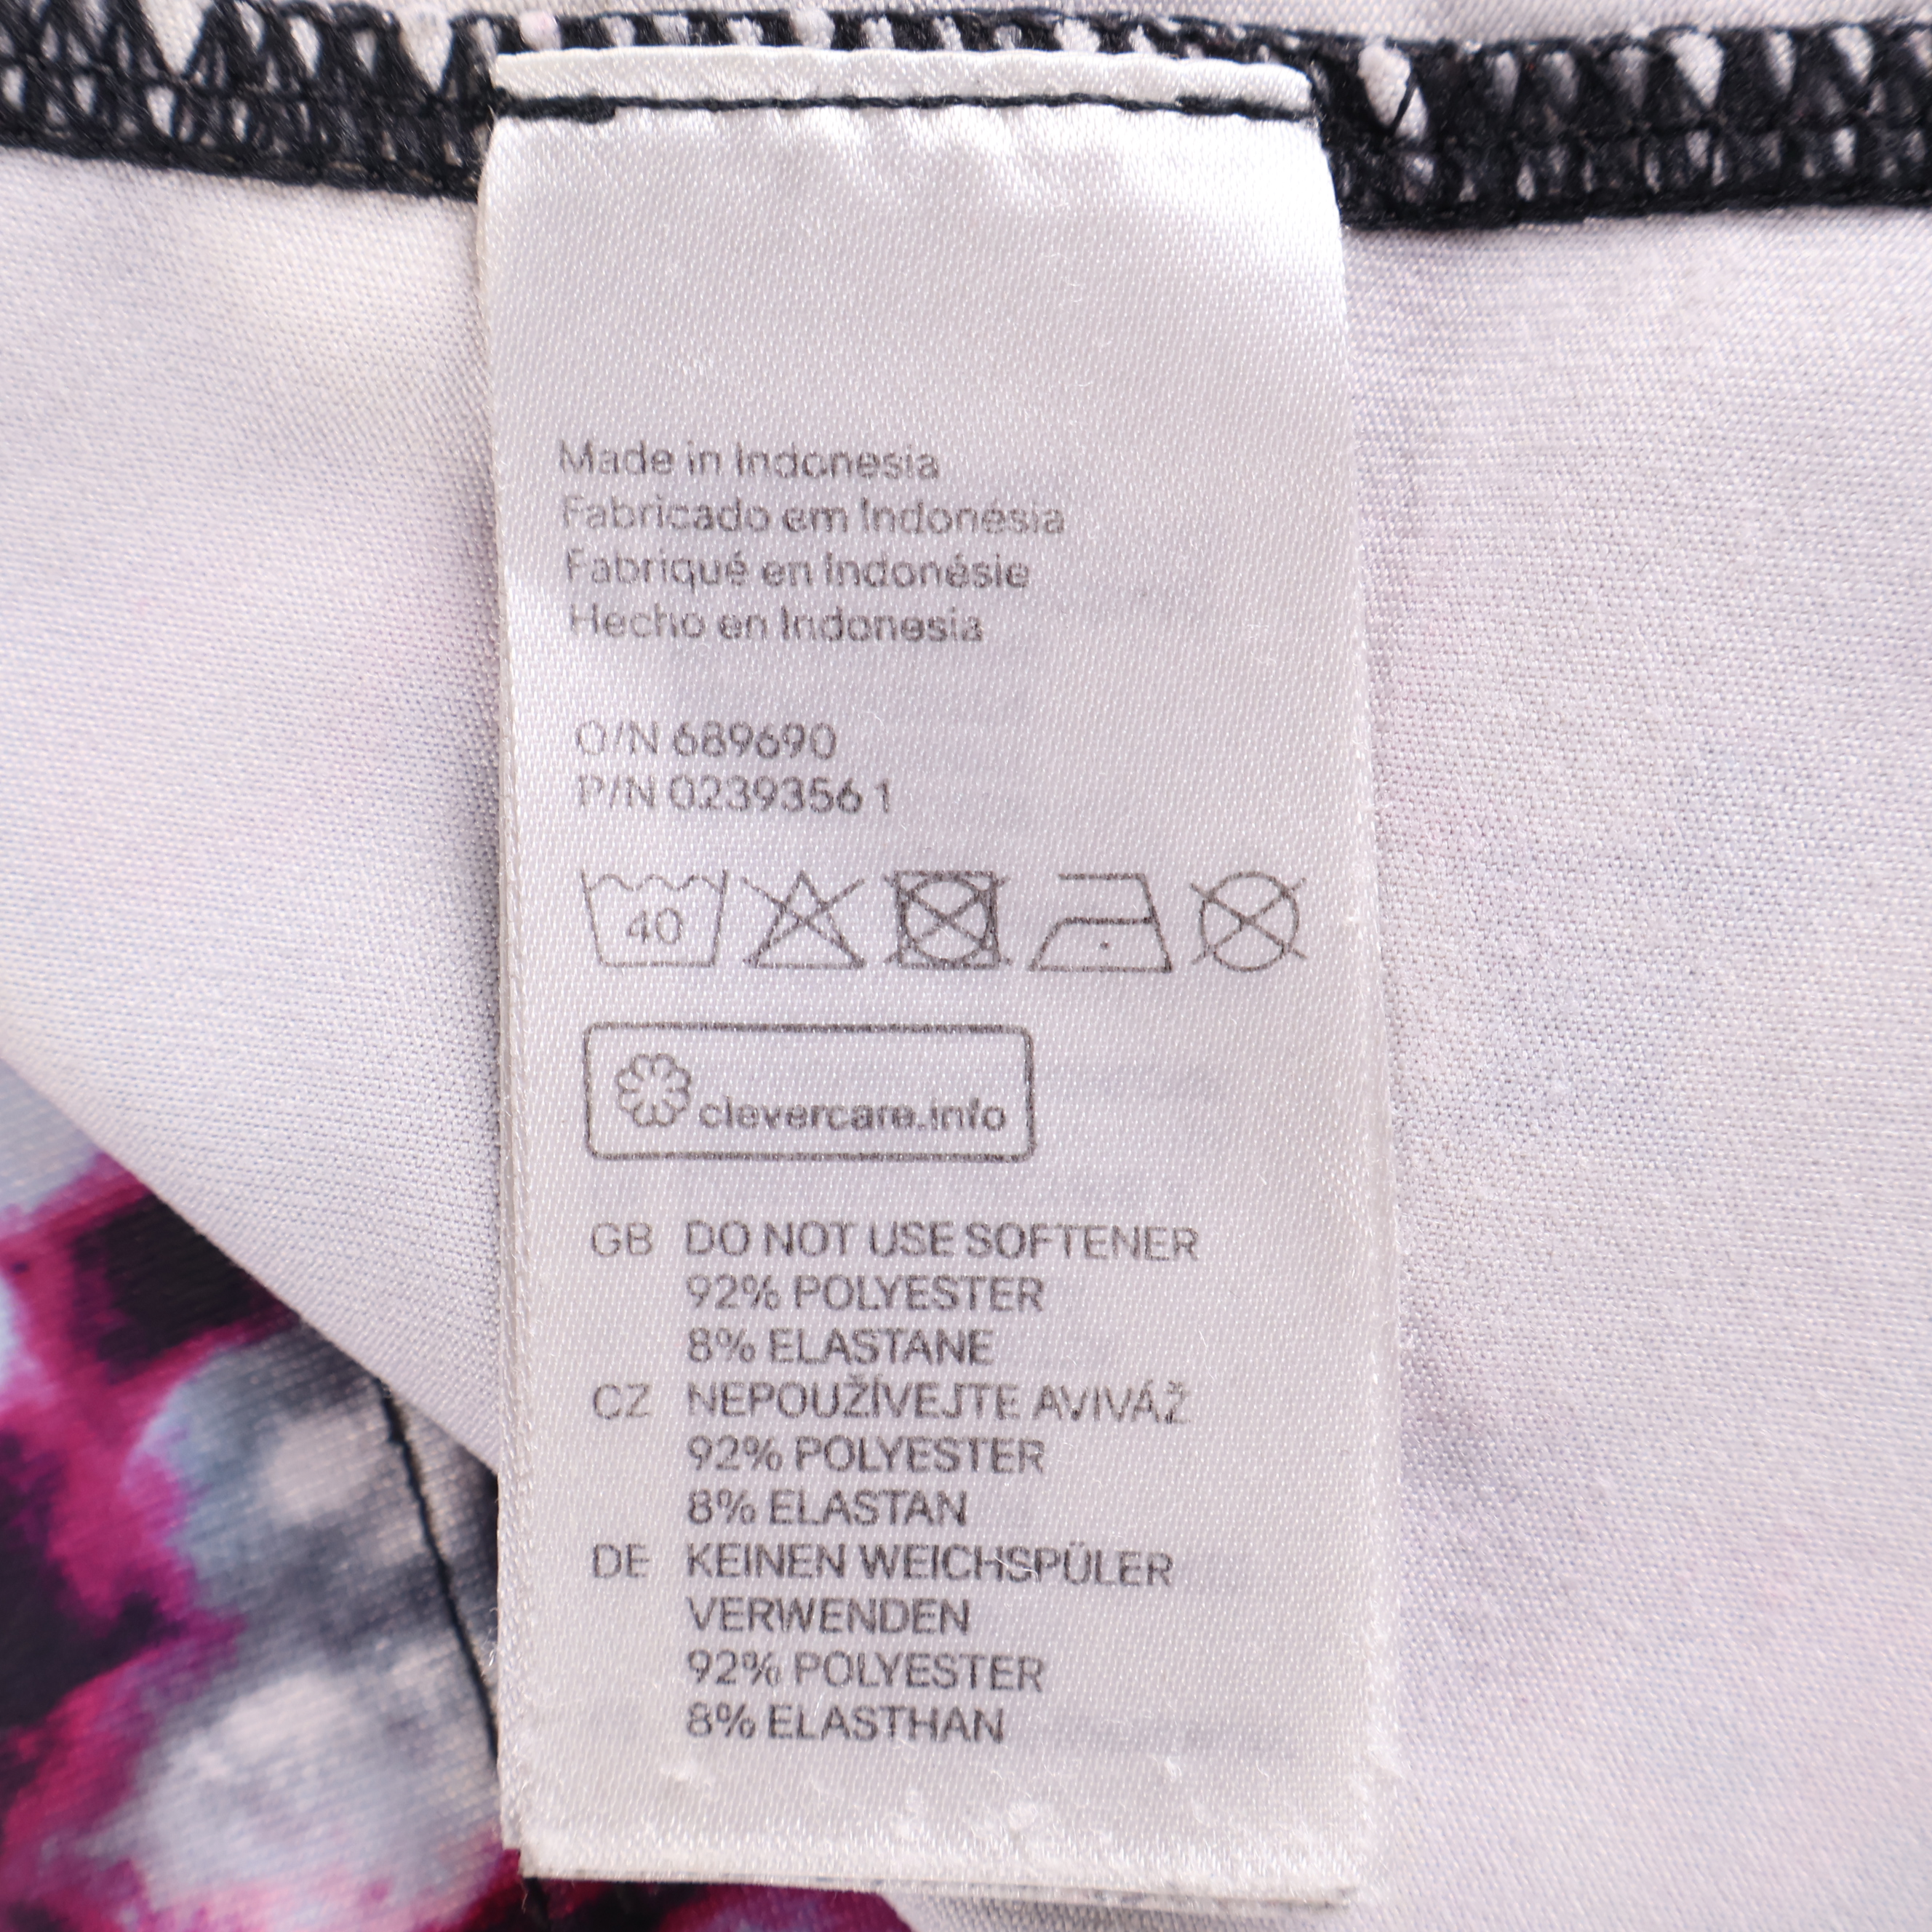 Made in Indonesia
Fabricado em Indonésia
Fabriqué en Indonésie
Hecho en Indonesia
O/N 689690
P/N 02393561
40
clevercare.info
GB DO NOT USE SOFTENER
92% POLYESTER
8% ELASTANE
CZ NEPOUŽÍVEJTE AVIVÁŽ
92% POLYESTER
8% ELASTAN
DE KEINEN WEICHSPÜLER
VERWENDEN
92% POLYESTER
8% ELASTHAN